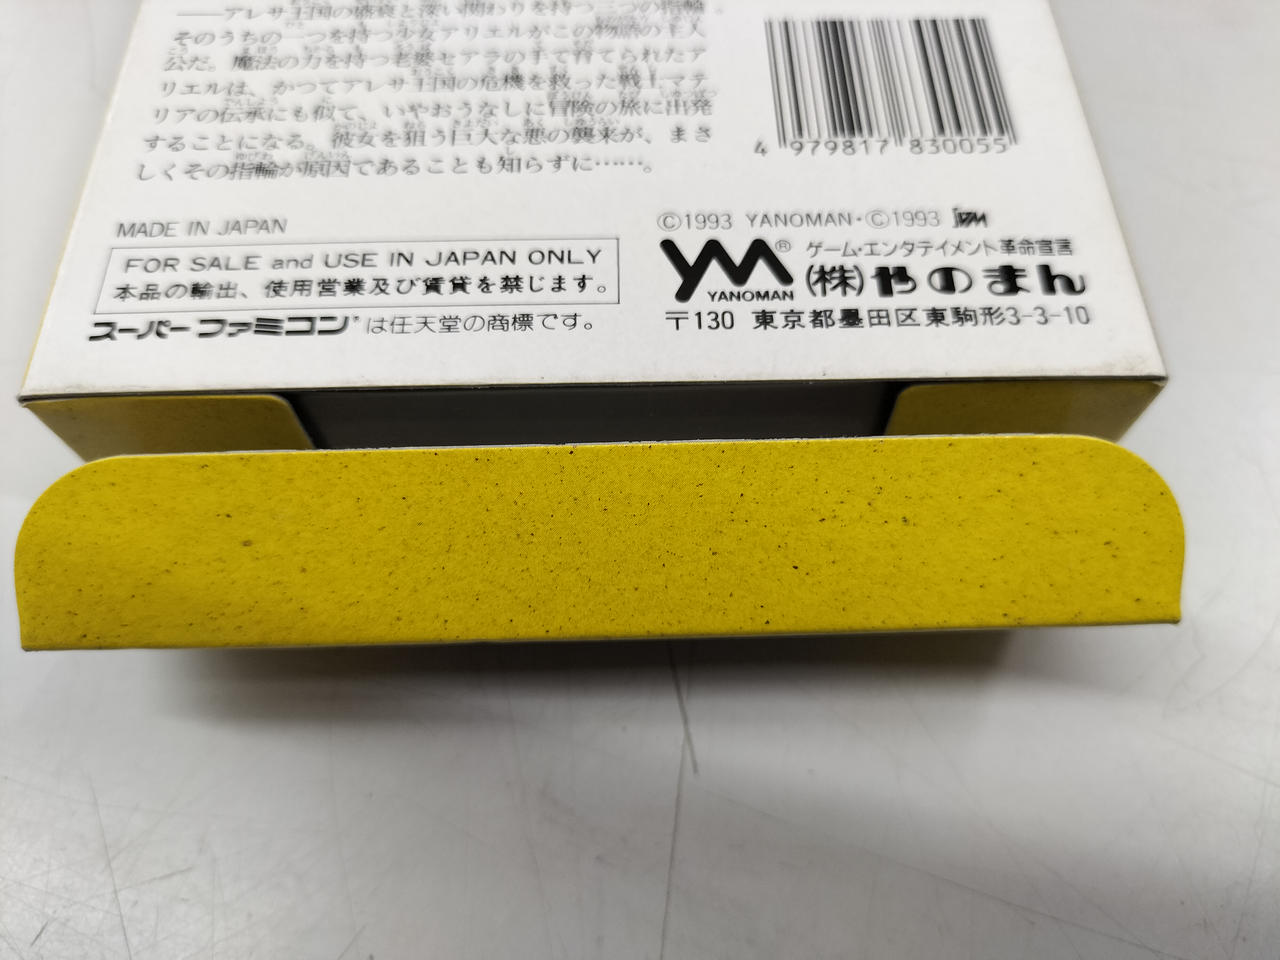 ──アレサ王国の盛衰と深い関わりを持つ三つの指輪。
そのうちの一つを持つ少女アリエルがこの物語の主人
公だ。魔法の力を持つ老婆セアラの手で育てられたア
リエルは、かつてアレサ王国の危機を救った戦士マテ
リアの伝承にも似て、いやおうなしに冒険の旅に出発
することになる。彼女を狙う巨大な悪の襲来が、まさ
しくその指輪が原因であることも知らずに……。
4 979817 830055
MADE IN JAPAN
FOR SALE and USE IN JAPAN ONLY
本品の輸出、使用営業及び賃貸を禁じます。
スーパーファミコン は任天堂の商標です。
©1993 YANOMAN・©1993
YM® ゲーム・エンタテイメント革命宣言
YANOMAN (株)やのまん
〒130 東京都墨田区東駒形3-3-10